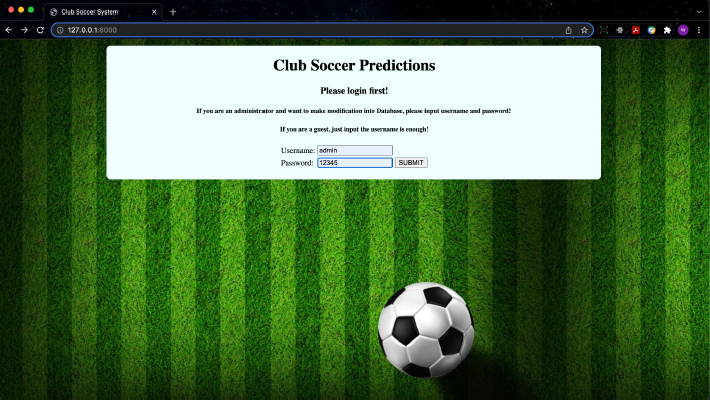 Club Soccer System
127.0.0.1:8000
Club Soccer Predictions
Please login first!
If you are an administrator and want to make modification into Database, please input username and password!
If you are a guest, just input the username is enough!
Username: admin
Password: 12345 SUBMIT